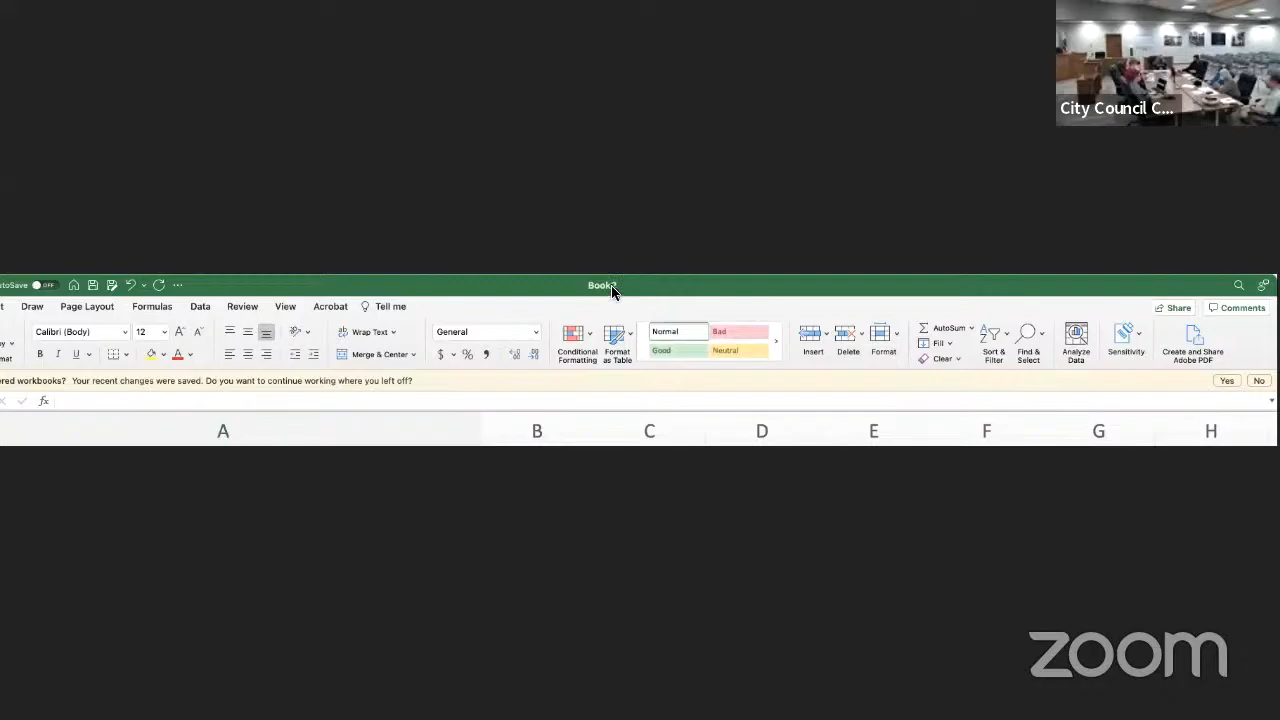 City Council C...
utoSave OFF
Book
t Draw Page Layout Formulas Data Review View Acrobat Tell me
Share Comments
Calibri (Body) 12 A A Wrap Text General Normal Bad AutoSum
Fill
B I U A Merge & Center $ % Good Neutral Clear
mat Conditional Formatting Format as Table Insert Delete Format Sort & Filter Find & Select Analyze Data Sensitivity Create and Share Adobe PDF
ered workbooks? Your recent changes were saved. Do you want to continue working where you left off? Yes No
fx
A B C D E F G H
zoom